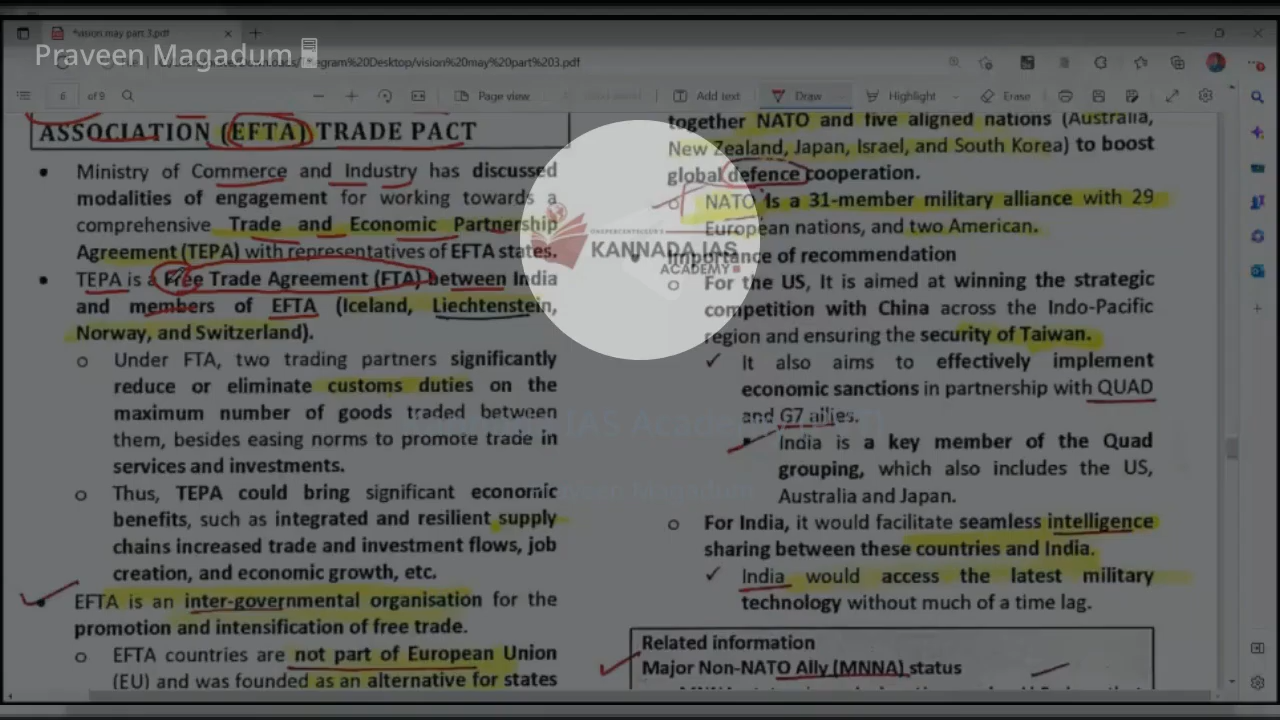 *vision may part 3.pdf
Praveen Magadum
gram%20Desktop/vision%20may%20part%203.pdf
6 of 9 Page view Add text Draw Highlight Erase
ASSOCIATION (EFTA) TRADE PACT
• Ministry of Commerce and Industry has discussed
modalities of engagement for working towards a
comprehensive Trade and Economic Partnership
Agreement (TEPA) with representatives of EFTA states.
• TEPA is a Free Trade Agreement (FTA) between India
and members of EFTA (Iceland, Liechtenstein,
Norway, and Switzerland).
o Under FTA, two trading partners significantly
reduce or eliminate customs duties on the
maximum number of goods traded between
them, besides easing norms to promote trade in
services and investments.
o Thus, TEPA could bring significant economic
benefits, such as integrated and resilient supply
chains increased trade and investment flows, job
creation, and economic growth, etc.
• EFTA is an inter-governmental organisation for the
promotion and intensification of free trade.
o EFTA countries are not part of European Union
(EU) and was founded as an alternative for states
together NATO and five aligned nations (Australia,
New Zealand, Japan, Israel, and South Korea) to boost
global defence cooperation.
o NATO is a 31-member military alliance with 29
European nations, and two American.
Importance of recommendation
o For the US, It is aimed at winning the strategic
competition with China across the Indo-Pacific
region and ensuring the security of Taiwan.
✓ It also aims to effectively implement
economic sanctions in partnership with QUAD
and G7 allies.
▪ India is a key member of the Quad
grouping, which also includes the US,
Australia and Japan.
o For India, it would facilitate seamless intelligence
sharing between these countries and India.
✓ India would access the latest military
technology without much of a time lag.
Related information
Major Non-NATO Ally (MNNA) status
KANNADA IAS
ACADEMY
IAS Academy
Praveen Magadum